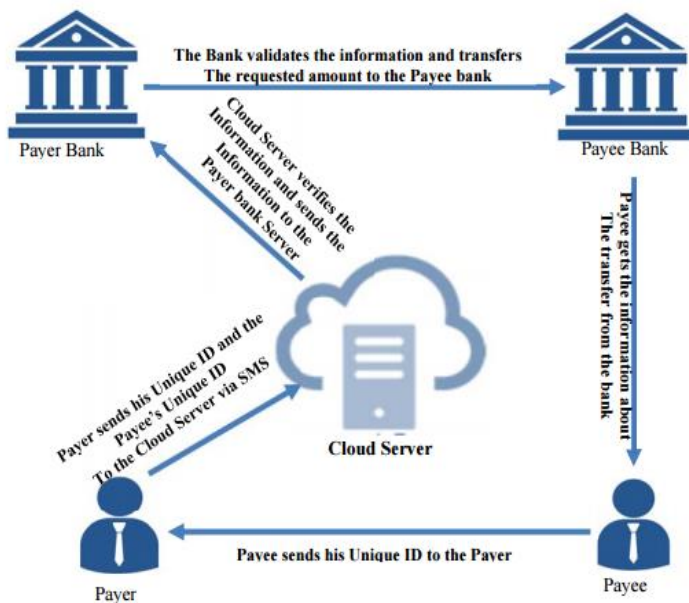 The Bank validates the information and transfers
The requested amount to the Payee bank
Payer Bank
Payee Bank
Cloud Server verifies the
Information and sends the
Information to the
Payer bank Server
Payee gets the information about
The transfer from the bank
Payer sends his Unique ID and the
Payee's Unique ID
To the Cloud Server via SMS
Cloud Server
Payee sends his Unique ID to the Payer
Payer
Payee